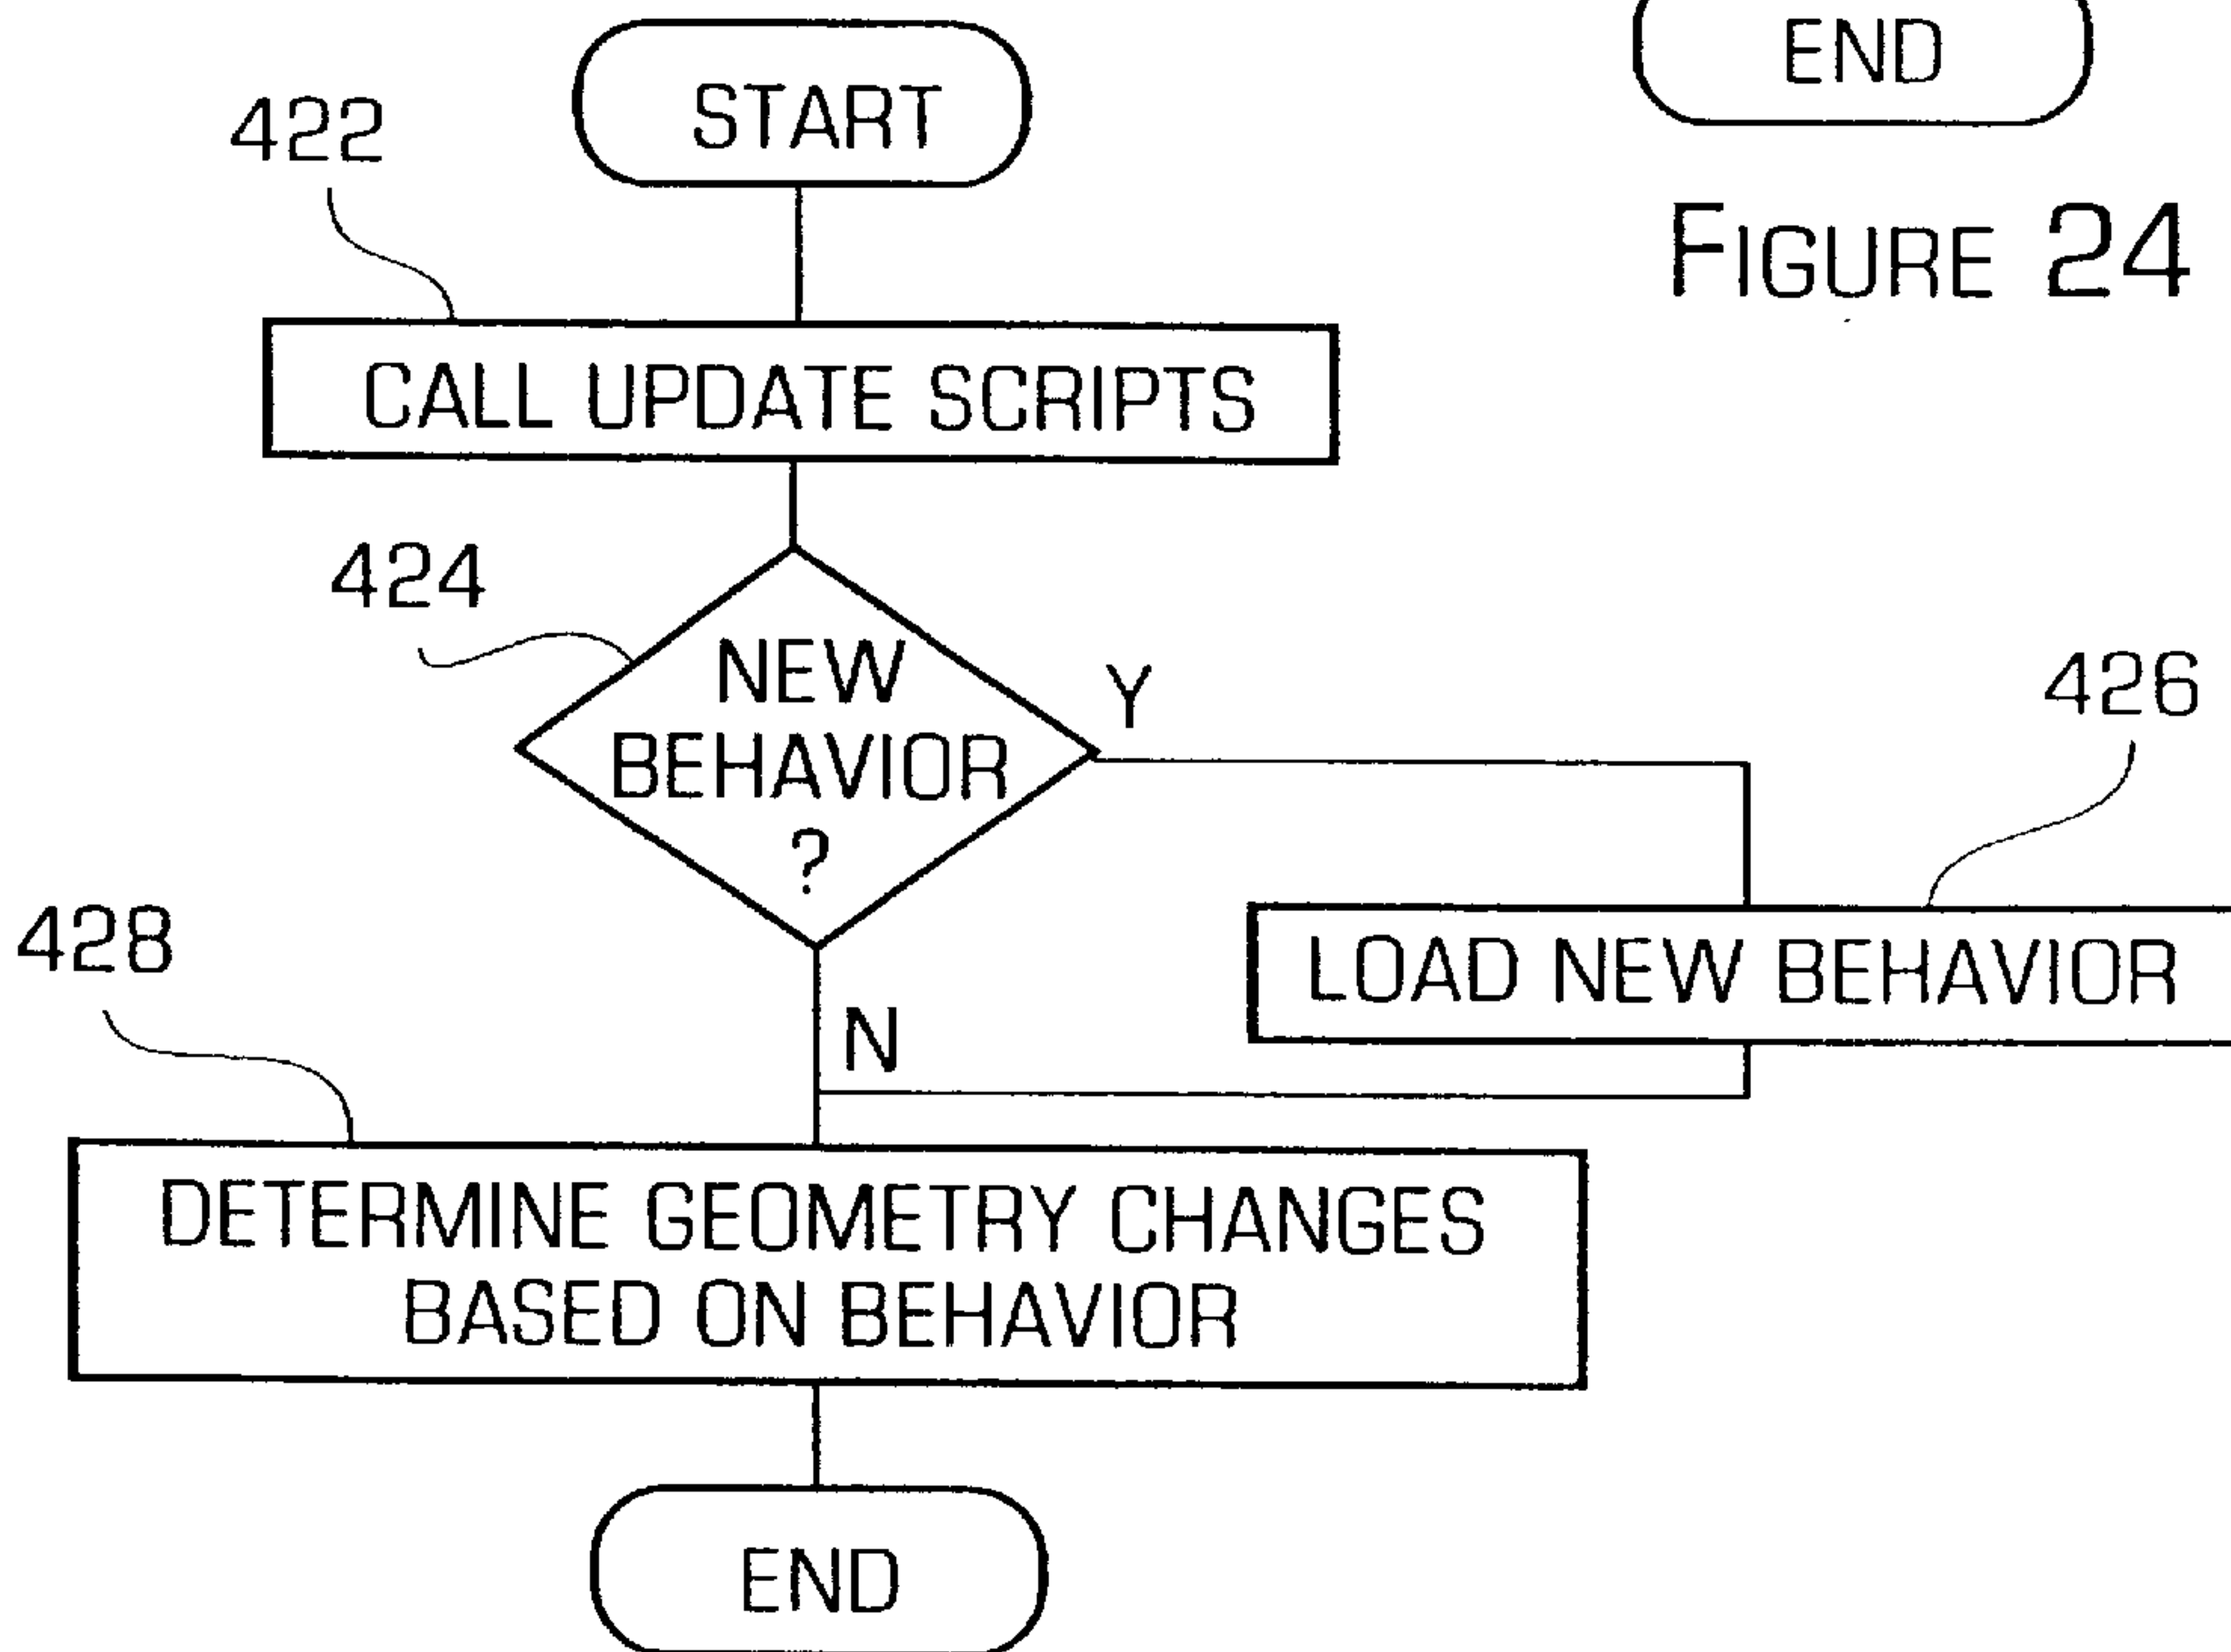 END
START
422
FIGURE 24
CALL UPDATE SCRIPTS
424
NEW
BEHAVIOR
?
Y
426
428
LOAD NEW BEHAVIOR
N
DETERMINE GEOMETRY CHANGES
BASED ON BEHAVIOR
END